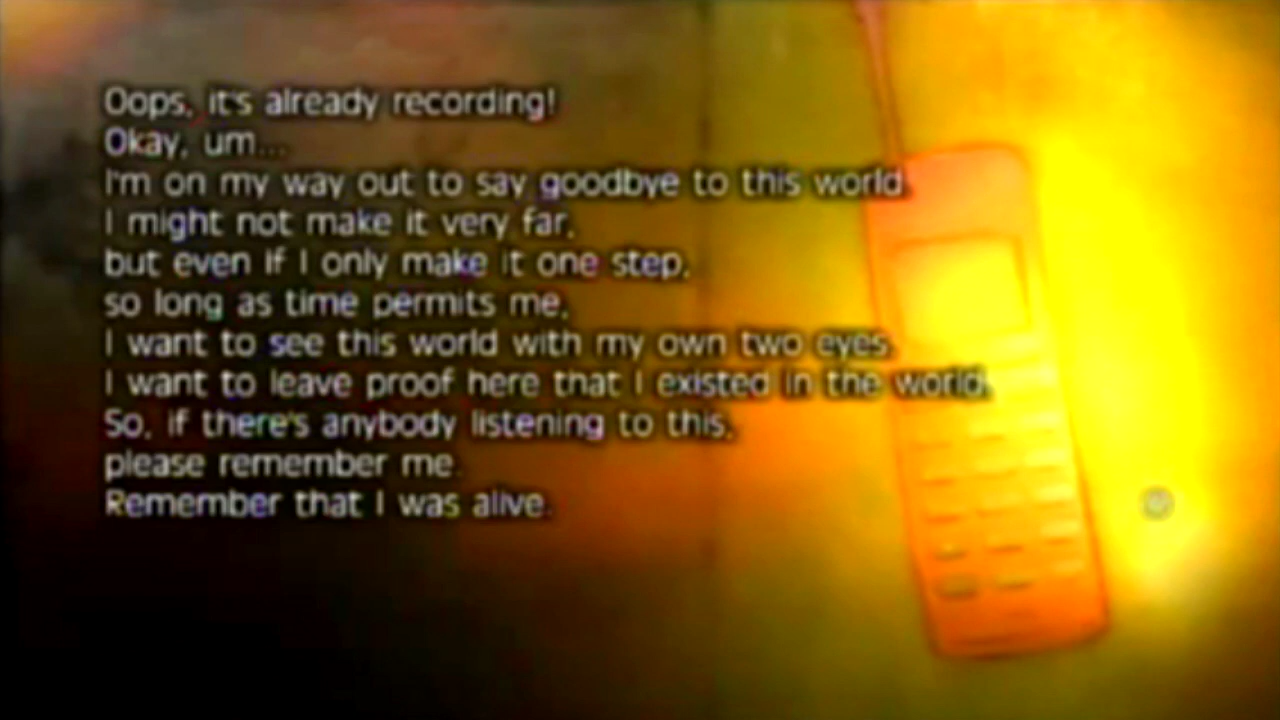 Oops, it's already recording!
Okay, um...
I'm on my way out to say goodbye to this world.
I might not make it very far,
but even if I only make it one step,
so long as time permits me,
I want to see this world with my own two eyes.
I want to leave proof here that I existed in the world.
So, if there's anybody listening to this,
please remember me.
Remember that I was alive.